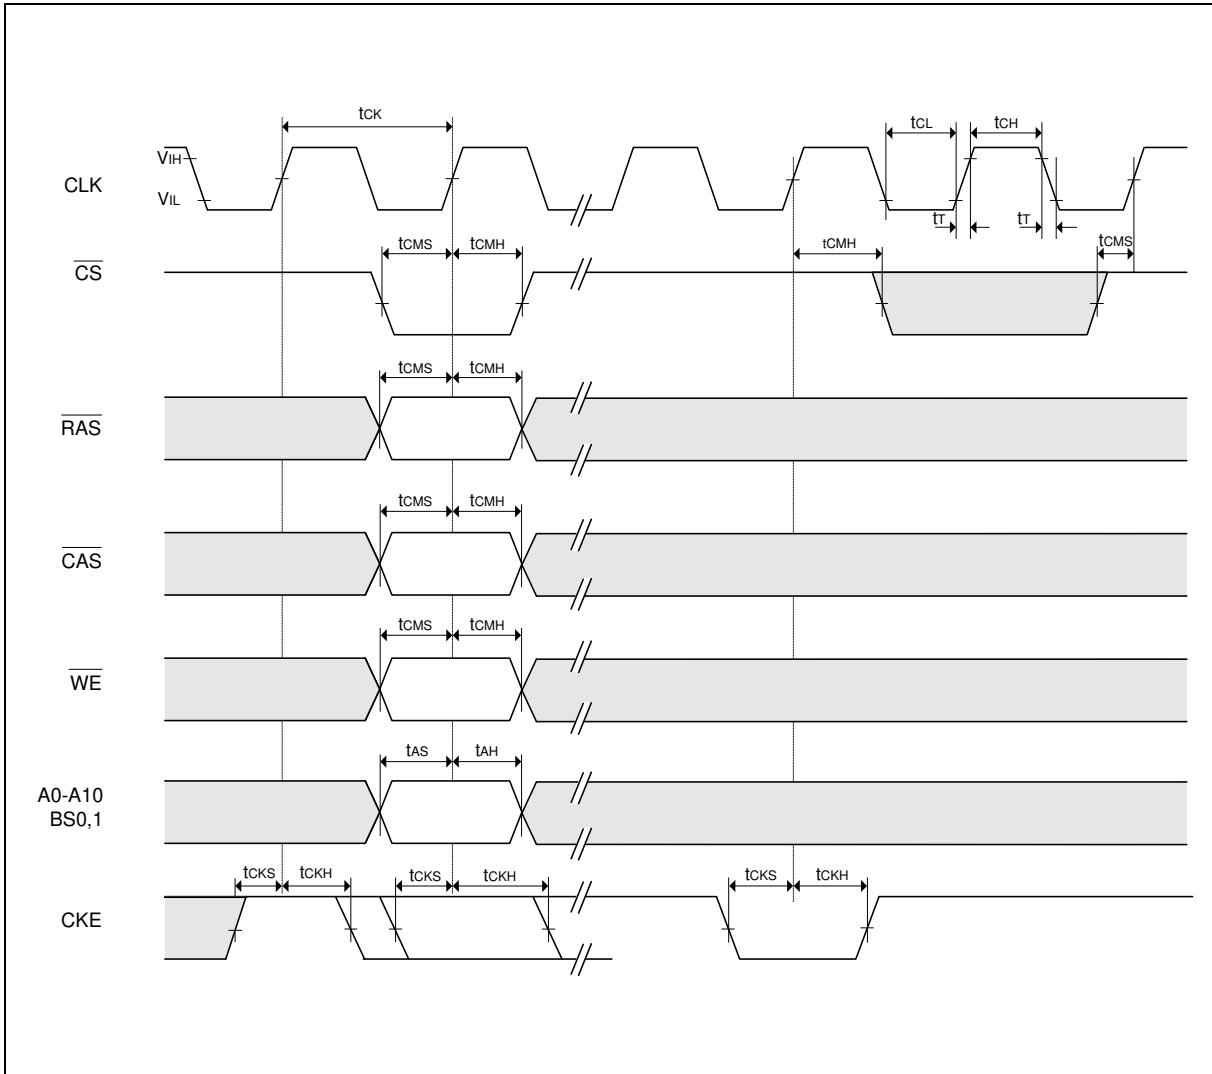 tCK
tCL tCH
VIH
CLK
VIL
tT tT
tCMS tCMH tCMH tCMS
CS
tCMS tCMH
RAS
tCMS tCMH
CAS
tCMS tCMH
WE
tAS tAH
A0-A10
BS0,1
tCKS tCKH tCKS tCKH tCKS tCKH
CKE